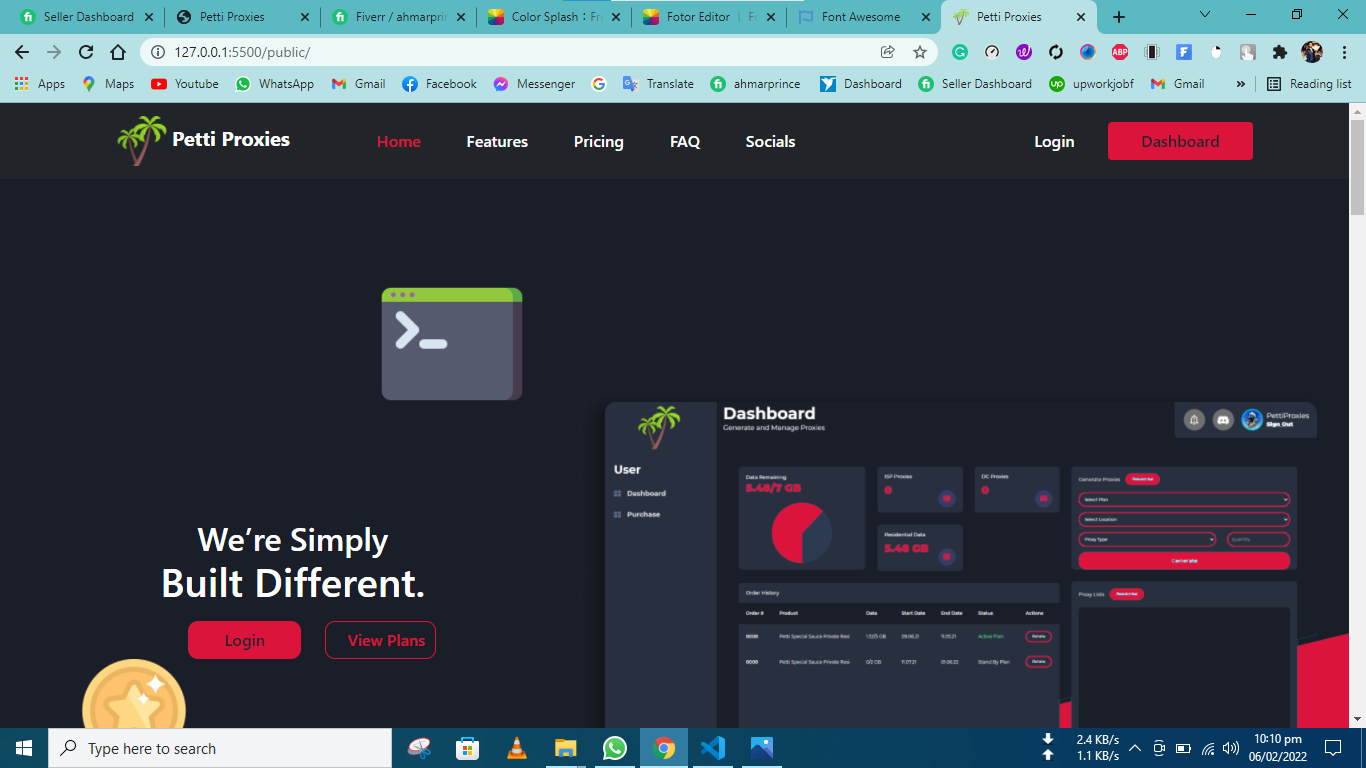 Seller Dashboard
Petti Proxies
Fiverr / ahmarprin
Color Splash：Fr
Fotor Editor | Fo
Font Awesome
Petti Proxies
127.0.0.1:5500/public/
Apps
Maps
Youtube
WhatsApp
Gmail
Facebook
Messenger
Translate
ahmarprince
Dashboard
Seller Dashboard
upworkjobf
Gmail
»
Reading list
Petti Proxies
Home
Features
Pricing
FAQ
Socials
Login
Dashboard
We’re Simply
Built Different.
Login
View Plans
Dashboard
Generate and Manage Proxies
PettiProxies
Sign Out
User
Dashboard
Purchase
Data Remaining
5.48/7 GB
ISP Proxies
0
DC Proxies
0
Residential Data
5.48 GB
Generate Proxies
Residential
Select Plan
Select Location
Proxy Type
Quantity
Generate
Order History
Order #
Product
Data
Start Date
End Date
Status
Actions
Petti Special Sauce Private Resi
1.52/5 GB
09.06.21
11.05.21
Active Plan
Renew
Petti Special Sauce Private Resi
0/2 GB
11.07.21
01.06.22
Stand By Plan
Renew
Proxy Lists
Residential
Type here to search
2.4 KB/s
1.1 KB/s
10:10 pm
06/02/2022